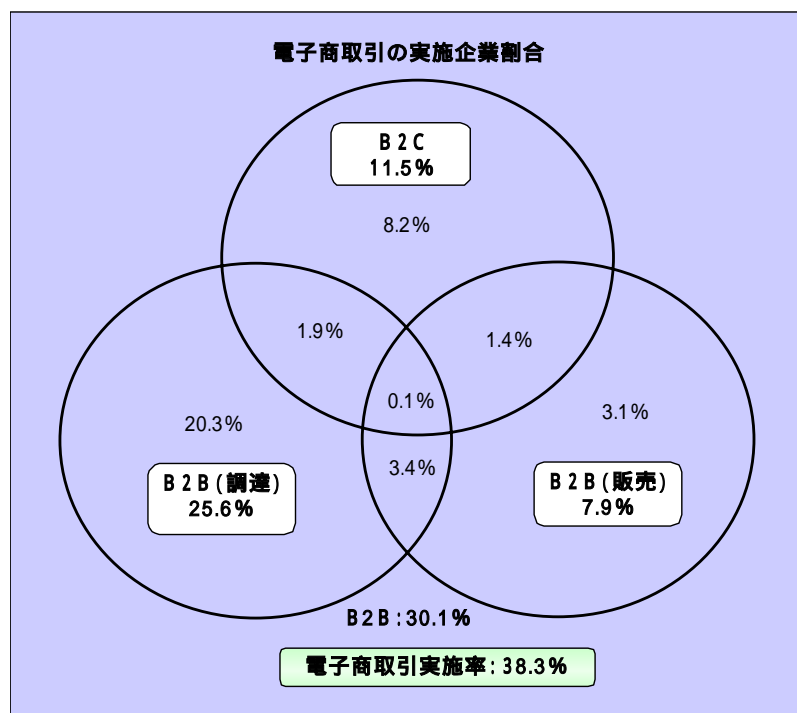 電子商取引の実施企業割合
B2C
11.5%
8.2%
1.9%
1.4%
0.1%
20.3%
3.1%
3.4%
B2B(調達)
25.6%
B2B(販売)
7.9%
B2B:30.1%
電子商取引実施率:38.3%